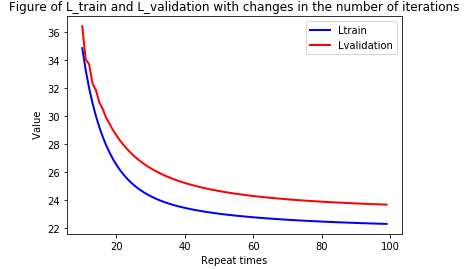 Figure of L_train and L_validation with changes in the number of iterations
36
34
32
30
28
26
24
22
Value
Ltrain
Lvalidation
20 40 60 80 100
Repeat times